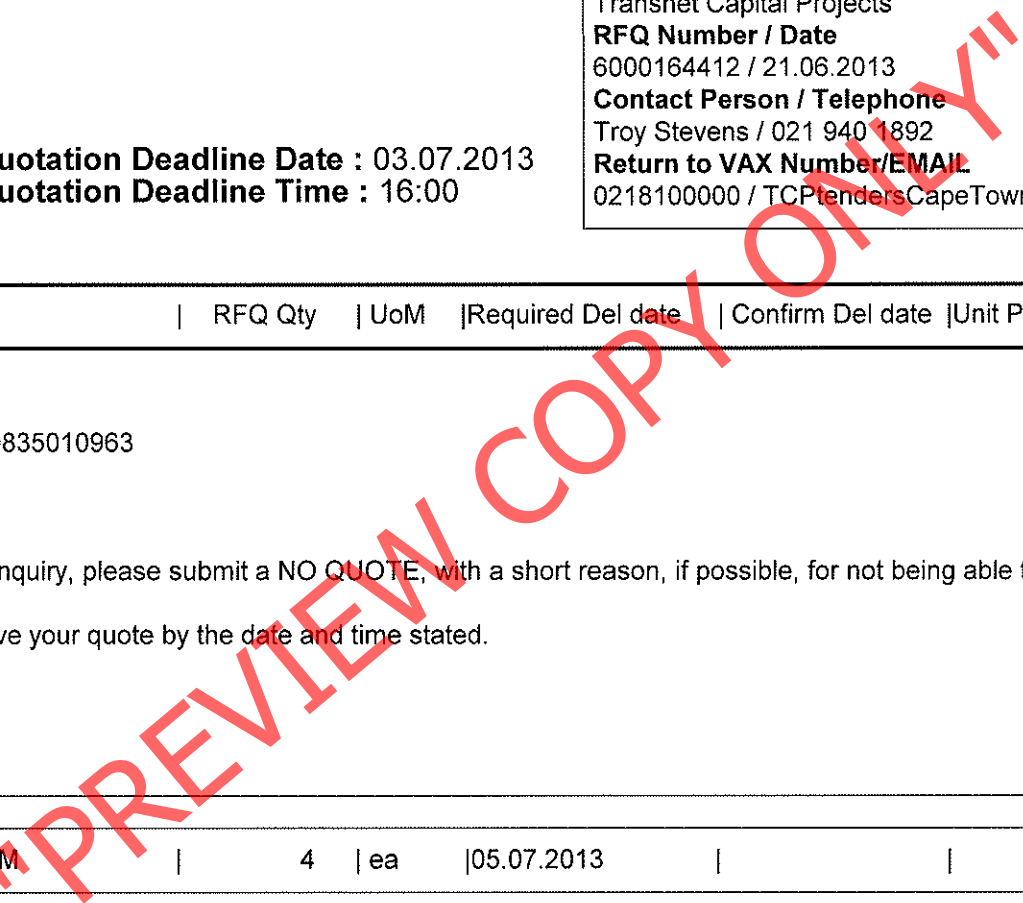 Transnet Capital Projects
RFQ Number / Date
6000164412 / 21.06.2013
Contact Person / Telephone
Troy Stevens / 021 940 1892
Return to VAX Number/EMAIL
0218100000 / TCPtendersCapeTown
uotation Deadline Date : 03.07.2013
uotation Deadline Time : 16:00
| RFQ Qty | UoM |Required Del date | Confirm Del date |Unit P
835010963
nquiry, please submit a NO QUOTE, with a short reason, if possible, for not being able t
ve your quote by the date and time stated.
M | 4 | ea |05.07.2013 | |
"PREVIEW COPY ONLY"